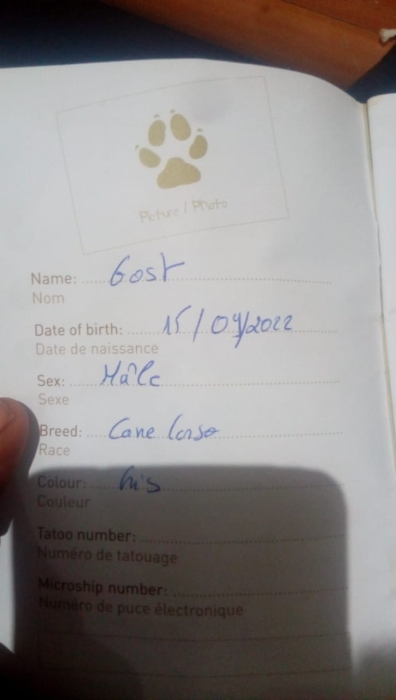 Picture / Photo
Name: Gost
Nom
Date of birth: 15/04/2022
Date de naissance
Sex: Mâle
Sexe
Breed: Cane Corso
Race
Colour: Gris
Couleur
Tatoo number:
Numéro de tatouage
Microship number:
Numéro de puce électronique